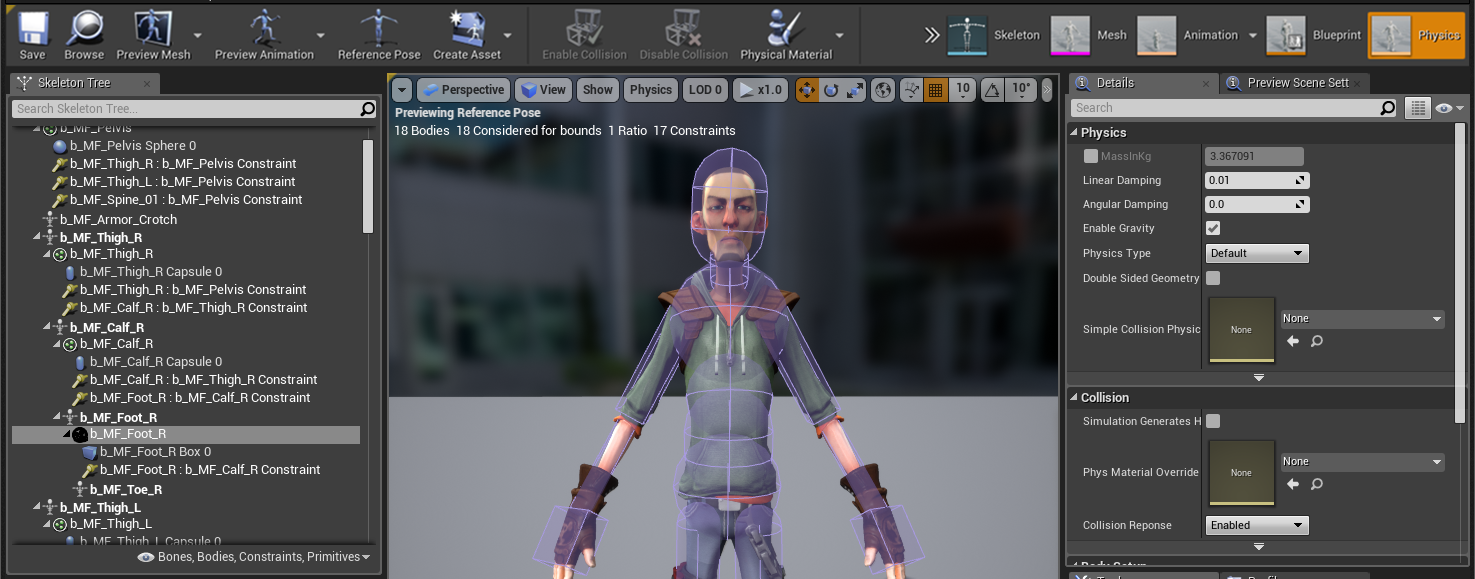 Save
Browse
Preview Mesh
Preview Animation
Reference Pose
Create Asset
Enable Collision
Disable Collision
Physical Material
Skeleton
Mesh
Animation
Blueprint
Physics
Skeleton Tree
Search Skeleton Tree...
b_MF_Pelvis
b_MF_Pelvis Sphere 0
b_MF_Thigh_R : b_MF_Pelvis Constraint
b_MF_Thigh_L : b_MF_Pelvis Constraint
b_MF_Spine_01 : b_MF_Pelvis Constraint
b_MF_Armor_Crotch
b_MF_Thigh_R
b_MF_Thigh_R
b_MF_Thigh_R Capsule 0
b_MF_Thigh_R : b_MF_Pelvis Constraint
b_MF_Calf_R : b_MF_Thigh_R Constraint
b_MF_Calf_R
b_MF_Calf_R
b_MF_Calf_R Capsule 0
b_MF_Calf_R : b_MF_Thigh_R Constraint
b_MF_Foot_R : b_MF_Calf_R Constraint
b_MF_Foot_R
b_MF_Foot_R
b_MF_Foot_R Box 0
b_MF_Foot_R : b_MF_Calf_R Constraint
b_MF_Toe_R
b_MF_Thigh_L
b_MF_Thigh_L
b_MF_Thigh_L Capsule 0
Bones, Bodies, Constraints, Primitives
Perspective
View
Show
Physics
LOD 0
x1.0
10
10°
Previewing Reference Pose
18 Bodies 18 Considered for bounds 1 Ratio 17 Constraints
Details
Preview Scene Sett
Search
Physics
MassInKg 3.367091
Linear Damping 0.01
Angular Damping 0.0
Enable Gravity
Physics Type Default
Double Sided Geometry
Simple Collision Physic None None
Collision
Simulation Generates H
Phys Material Override None None
Collision Reponse Enabled
Body Setup